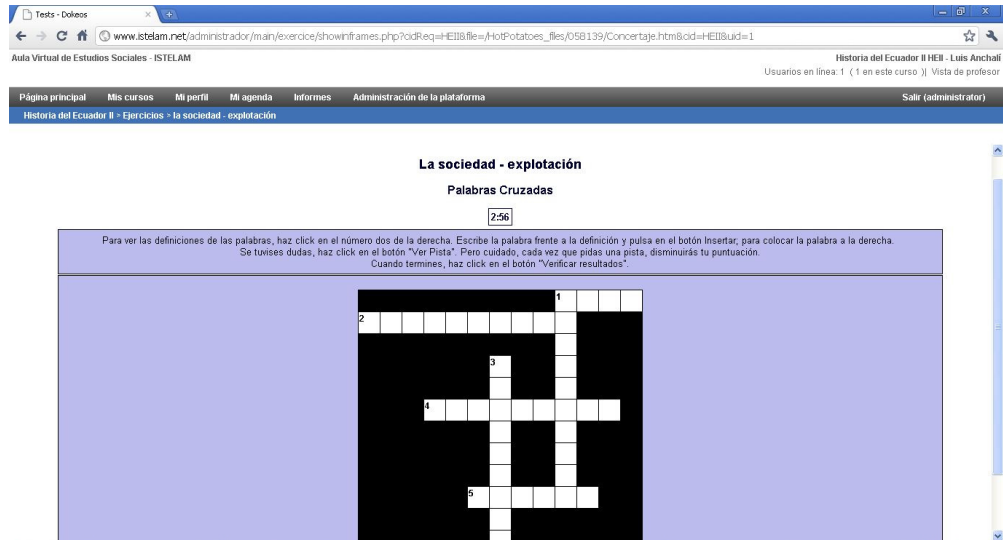 Tests - Dokeos
www.istelam.net/administrador/main/exercice/showinframes.php?cidReq=HEII&file=/HotPotatoes_files/058139/Concertaje.htm&cid=HEII&uid=1
Aula Virtual de Estudios Sociales - ISTELAM
Historia del Ecuador II HEII - Luis Anchalí
Usuarios en línea: 1 ( 1 en este curso )| Vista de profesor
Página principal Mis cursos Mi perfil Mi agenda Informes Administración de la plataforma Salir (administrator)
Historia del Ecuador II > Ejercicios > la sociedad - explotación
La sociedad - explotación
Palabras Cruzadas
2:56
Para ver las definiciones de las palabras, haz click en el número dos de la derecha. Escribe la palabra frente a la definición y pulsa en el botón Insertar, para colocar la palabra a la derecha.
Se tuvises dudas, haz click en el botón "Ver Pista". Pero cuidado, cada vez que pidas una pista, disminuirás tu puntuación.
Cuando termines, haz click en el botón "Verificar resultados".
1
2
3
4
5